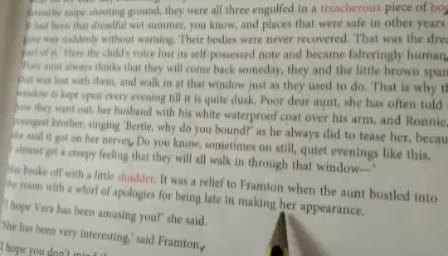 favourite snipe shooting ground, they were all three engulfed in a treacherous piece of bog
it had been that dreadful wet summer, you know, and places that were safe in other years
gave way suddenly without warning. Their bodies were never recovered. That was the drea
part of it.' Here the child's voice lost its self-possessed note and became falteringly human,
'Poor aunt always thinks that they will come back someday, they and the little brown span
that was lost with them, and walk in at that window just as they used to do. That is why th
window is kept open every evening till it is quite dusk. Poor dear aunt, she has often told
how they went out, her husband with his white waterproof coat over his arm, and Ronnie,
youngest brother, singing 'Bertie, why do you bound?' as he always did to tease her, becau
she said it got on her nerves. Do you know, sometimes on still, quiet evenings like this,
almost get a creepy feeling that they will all walk in through that window—'
She broke off with a little shudder. It was a relief to Framton when the aunt bustled into
the room with a whirl of apologies for being late in making her appearance.
'I hope Vera has been amusing you?' she said.
'She has been very interesting,' said Framton,
'I hope you don't mind